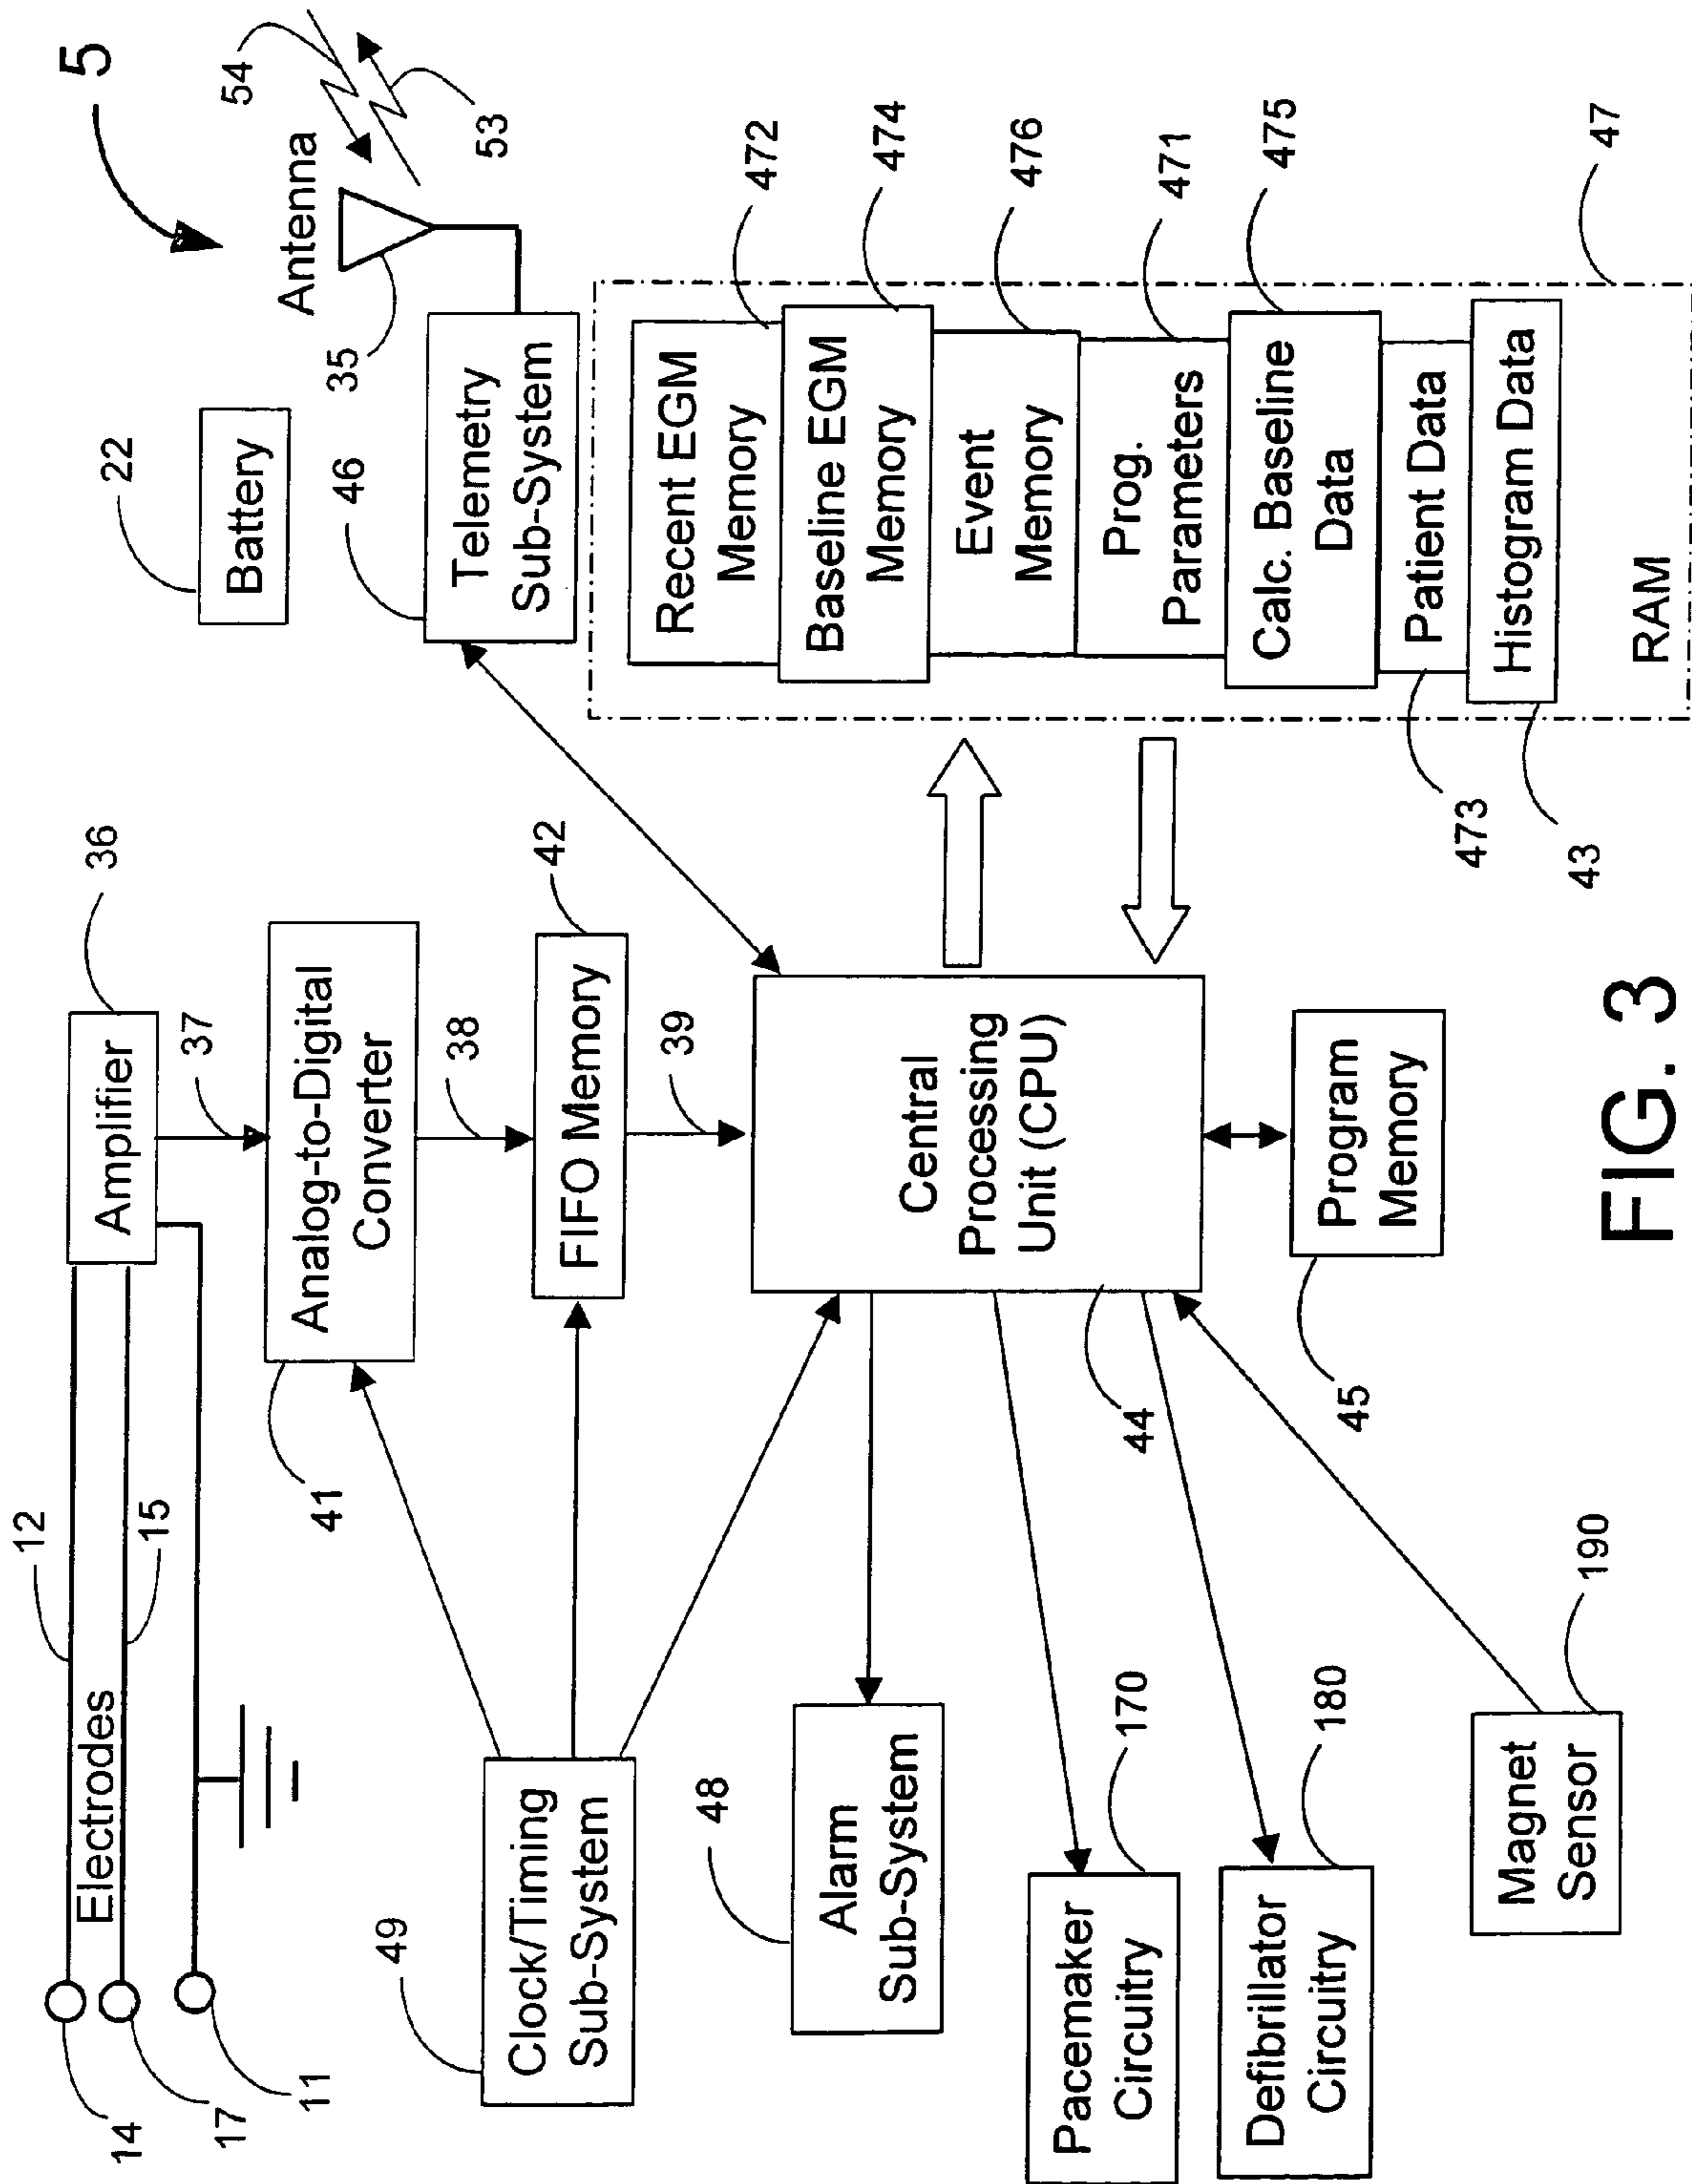 5
14
17
11
Electrodes
12
15
Amplifier
36
37
41
Analog-to-Digital
Converter
38
FIFO Memory
42
39
49
Clock/Timing
Sub-System
48
Alarm
Sub-System
Pacemaker
Circuitry
170
Defibrillator
Circuitry
180
Magnet
Sensor
190
Central
Processing
Unit (CPU)
44
Program
Memory
45
22
Battery
46
Telemetry
Sub-System
35
Antenna
54
53
Recent EGM
Memory
472
Baseline EGM
Memory
474
Event
Memory
476
Prog.
Parameters
471
Calc. Baseline
Data
475
Patient Data
473
Histogram Data
43
RAM
47
FIG. 3